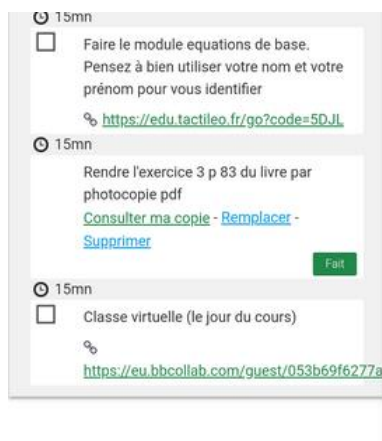 15mn
Faire le module equations de base.
Pensez à bien utiliser votre nom et votre
prénom pour vous identifier
https://edu.tactileo.fr/go?code=5DJL
15mn
Rendre l'exercice 3 p 83 du livre par
photocopie pdf
Consulter ma copie - Remplacer -
Supprimer
Fait
15mn
Classe virtuelle (le jour du cours)
https://eu.bbcollab.com/guest/053b69f6277a